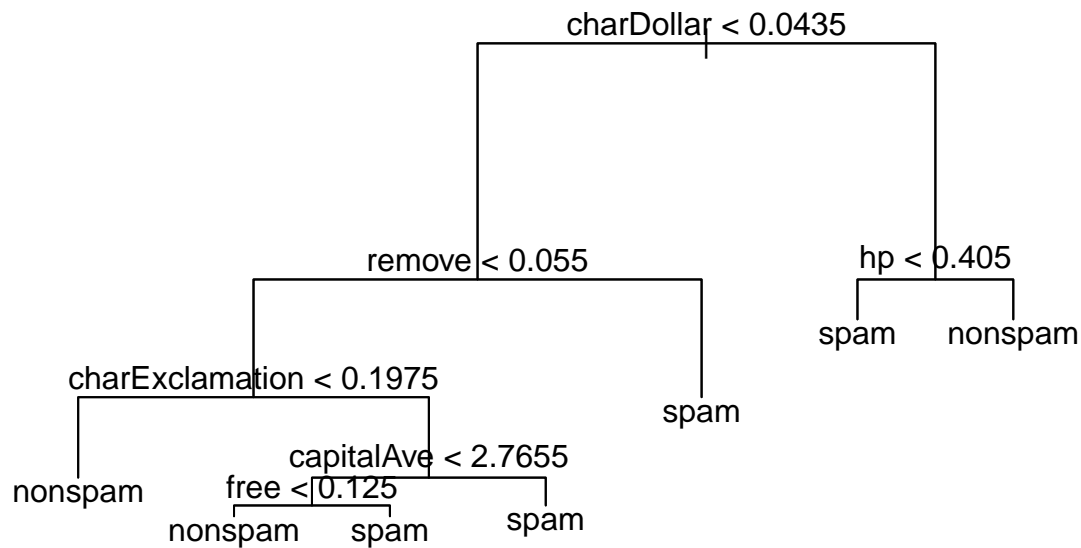 charDollar < 0.0435
remove < 0.055
hp < 0.405
spam
nonspam
charExclamation < 0.1975
spam
capitalAve < 2.7655
nonspam
free < 0.125
nonspam
spam
spam